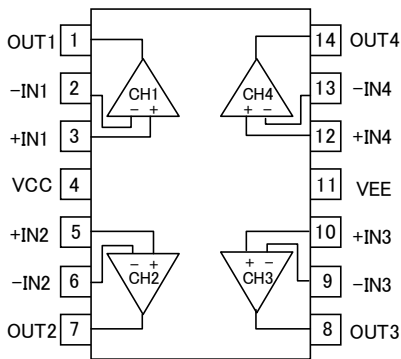 OUT1 1 14 OUT4
-IN1 2 13 -IN4
CH1 CH4
- + + -
+IN1 3 12 +IN4
VCC 4 11 VEE
+IN2 5 10 +IN3
- + + -
CH2 CH3
-IN2 6 9 -IN3
OUT2 7 8 OUT3